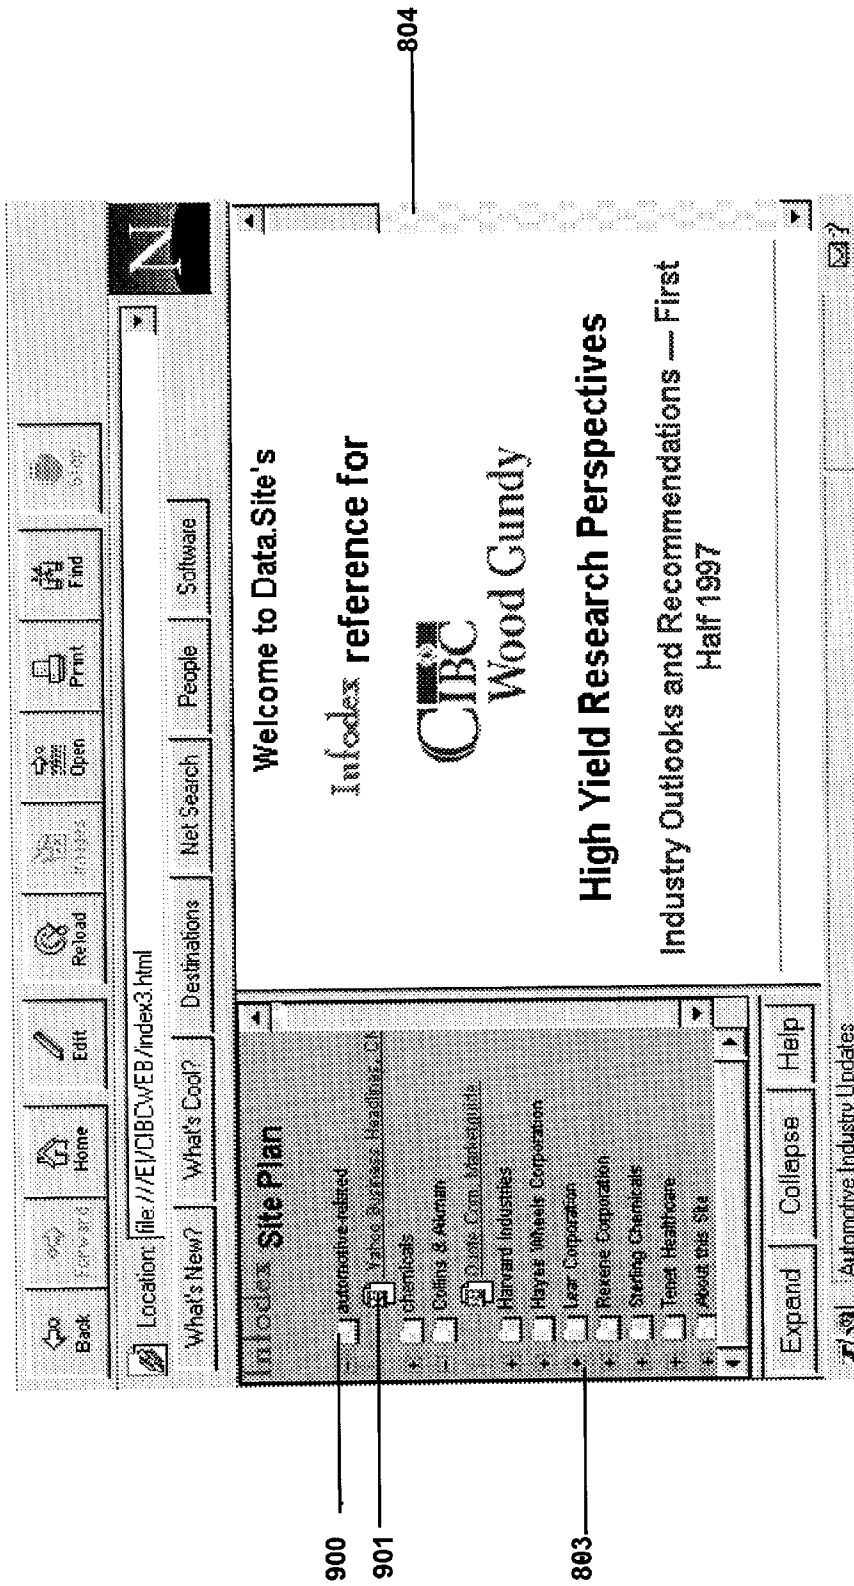 Back
Forward
Home
Edit
Reload
Images
Open
Print
Find
Stop
Location: file:///E|/CIBCWEB/index3.html
N
What's New?
What's Cool?
Destinations
Net Search
People
Software
Infodex Site Plan
− automotive-related
Yahoo Business Headlines
+ chemicals
− Collins & Aikman
+ Harvard Industries
+ Hayes Wheels Corporation
+ Lear Corporation
+ Rexene Corporation
+ Sterling Chemicals
+ Tenet Healthcare
+ About this Site
Expand
Collapse
Help
Welcome to Data.Site's
Infodex reference for
CIBC
Wood Gundy
High Yield Research Perspectives
Industry Outlooks and Recommendations — First
Half 1997
Automotive Industry Updates
?
900
901
803
804